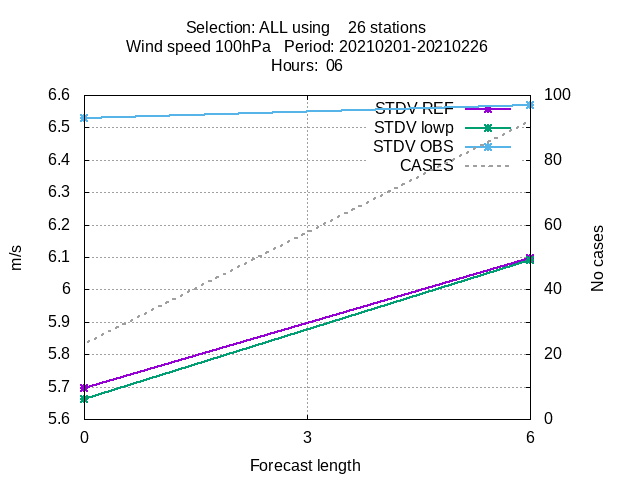 Selection: ALL using    26 stations
Wind speed 100hPa   Period: 20210201-20210226
Hours:  06
6.6
6.5
6.4
6.3
6.2
6.1
6
5.9
5.8
5.7
5.6
m/s
STDV REF
STDV lowp
STDV OBS
CASES
100
80
60
40
20
0
No cases
0 3 6
Forecast length